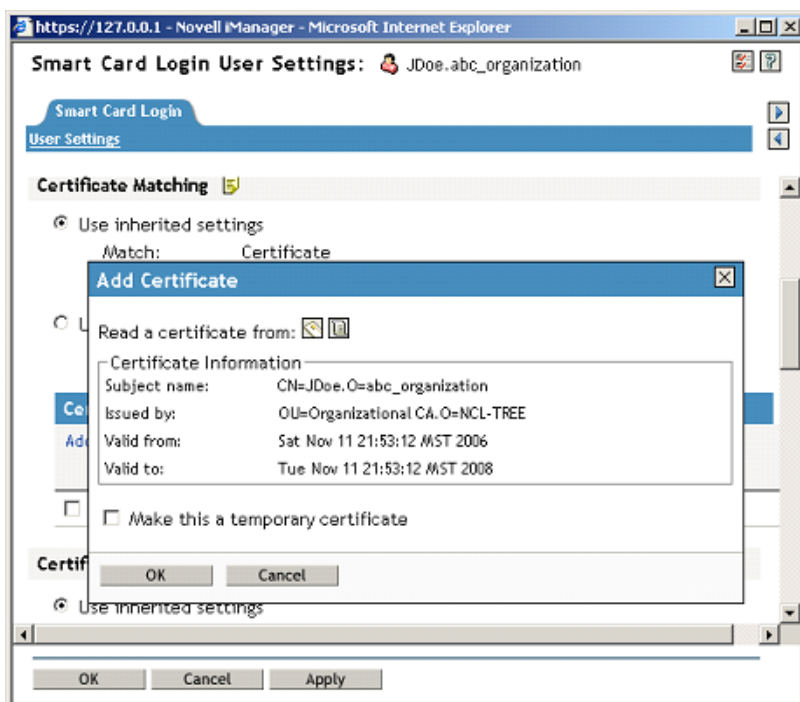 https://127.0.0.1 - Novell iManager - Microsoft Internet Explorer
Smart Card Login User Settings: JDoe.abc_organization
Smart Card Login
User Settings
Certificate Matching
Use inherited settings
Match: Certificate
Add Certificate
Read a certificate from:
Certificate Information
Subject name: CN=JDoe.O=abc_organization
Issued by: OU=Organizational CA.O=NCL-TREE
Valid from: Sat Nov 11 21:53:12 MST 2006
Valid to: Tue Nov 11 21:53:12 MST 2008
Make this a temporary certificate
OK Cancel
Use inherited settings
OK Cancel Apply